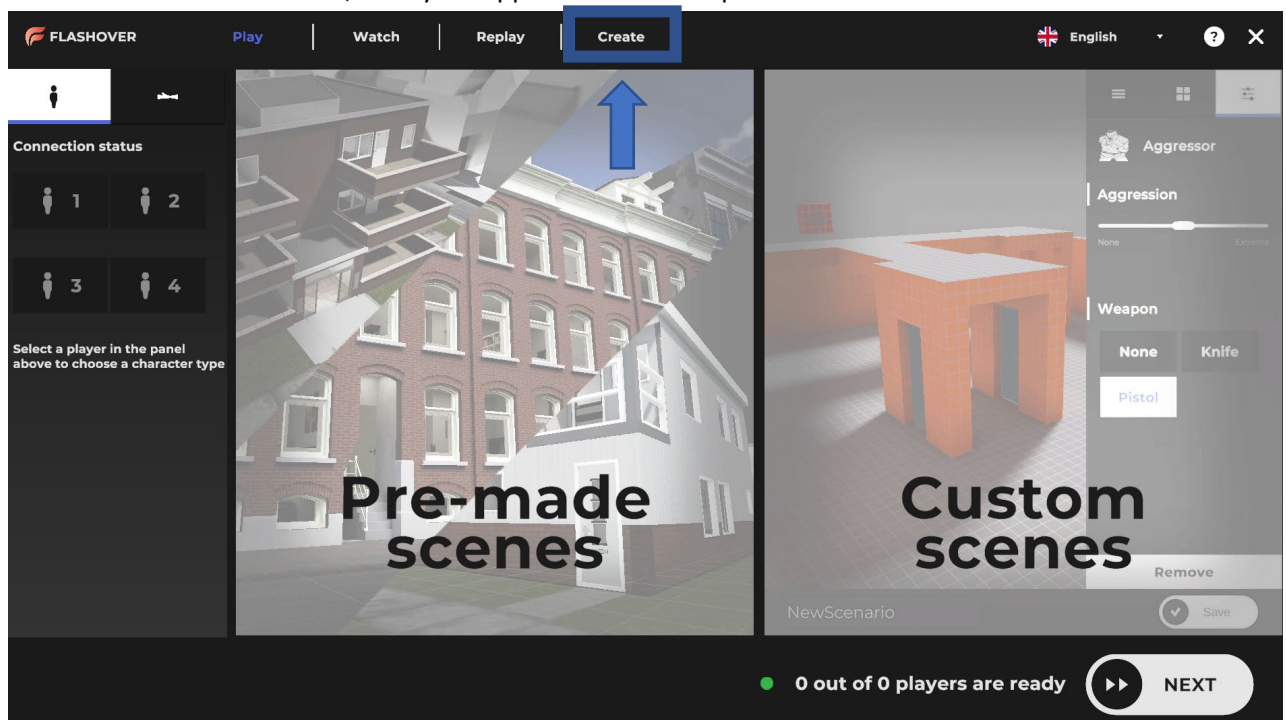 FLASHOVER
Play
Watch
Replay
Create
English
?
Connection status
1
2
3
4
Select a player in the panel
above to choose a character type
Pre-made
scenes
Custom
scenes
Aggressor
Aggression
None
Extreme
Weapon
None
Knife
Pistol
Remove
NewScenario
Save
0 out of 0 players are ready
NEXT